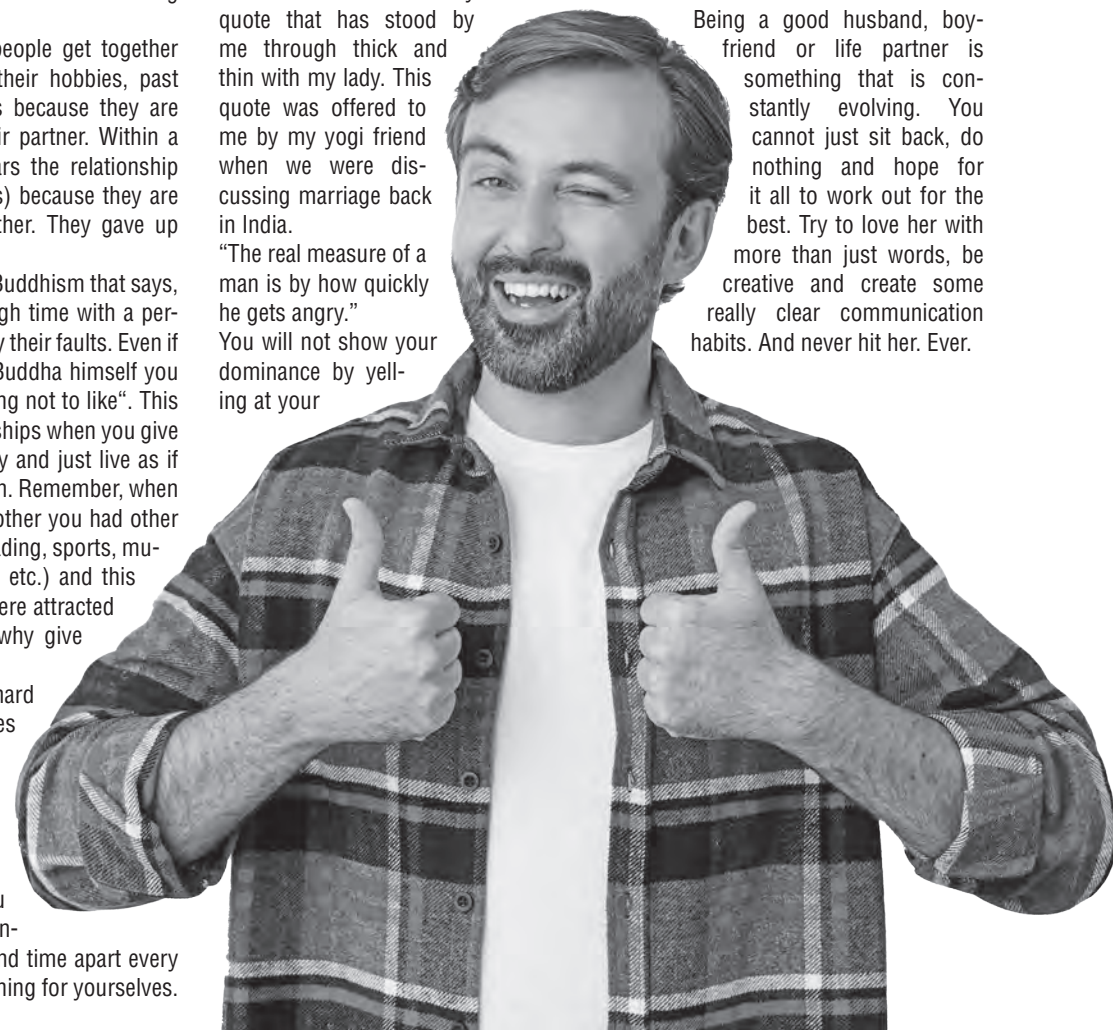 people get together
their hobbies, past
s because they are
ir partner. Within a
ars the relationship
s) because they are
ther. They gave up
Buddhism that says,
gh time with a per-
y their faults. Even if
Buddha himself you
ng not to like“. This
ships when you give
y and just live as if
n. Remember, when
other you had other
ding, sports, mu-
etc.) and this
ere attracted
why give
hard
es
u
n-
nd time apart every
hing for yourselves.
quote that has stood by
me through thick and
thin with my lady. This
quote was offered to
me by my yogi friend
when we were dis-
cussing marriage back
in India.
“The real measure of a
man is by how quickly
he gets angry.”
You will not show your
dominance by yell-
ing at your
Being a good husband, boy-
friend or life partner is
something that is con-
stantly evolving. You
cannot just sit back, do
nothing and hope for
it all to work out for the
best. Try to love her with
more than just words, be
creative and create some
really clear communication
habits. And never hit her. Ever.